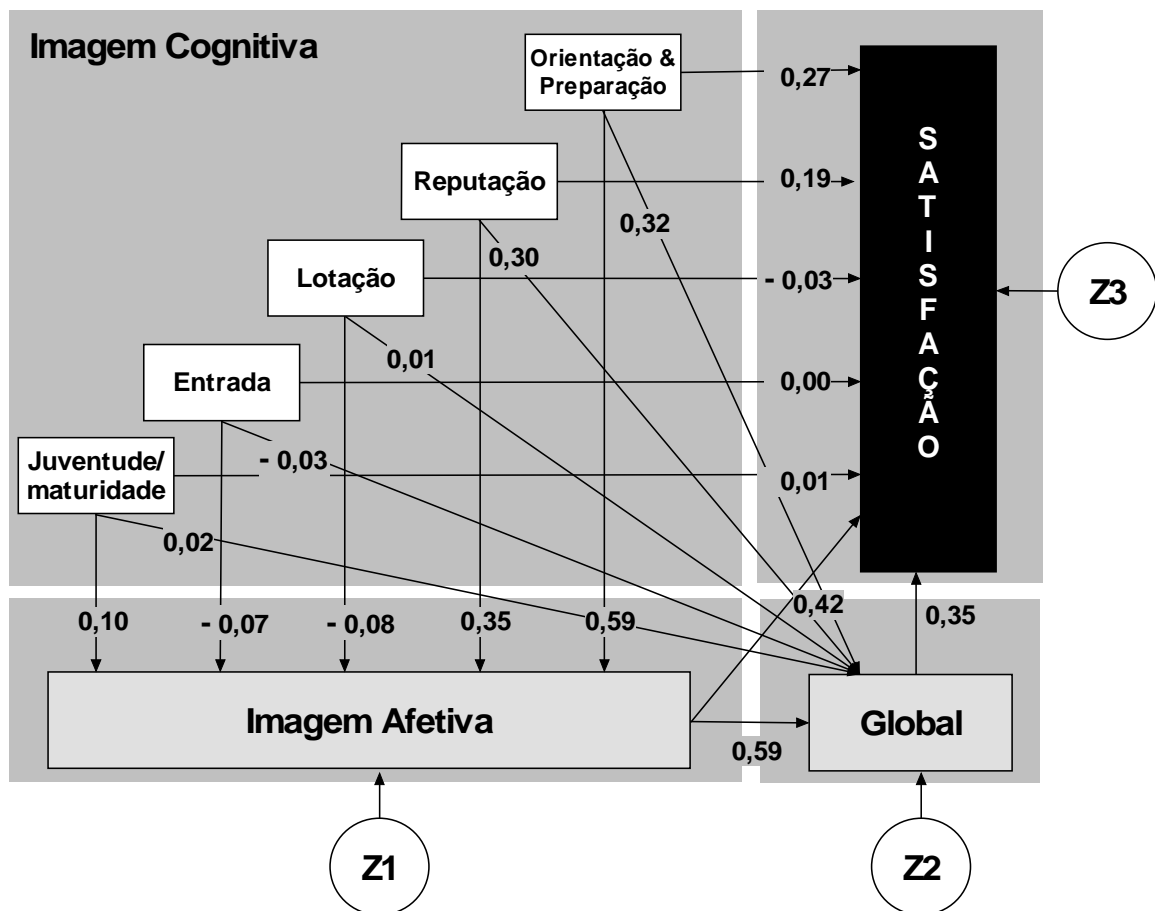 Imagem Cognitiva
Orientação &
Preparação
0,27
Reputação
0,19
0,32
0,30
Lotação
- 0,03
0,01
Entrada
0,00
- 0,03
Juventude/
maturidade
0,01
0,02
SATISFAÇÃO
Z3
0,10
- 0,07
- 0,08
0,35
0,59
0,42
0,35
Imagem Afetiva
0,59
Global
Z1
Z2